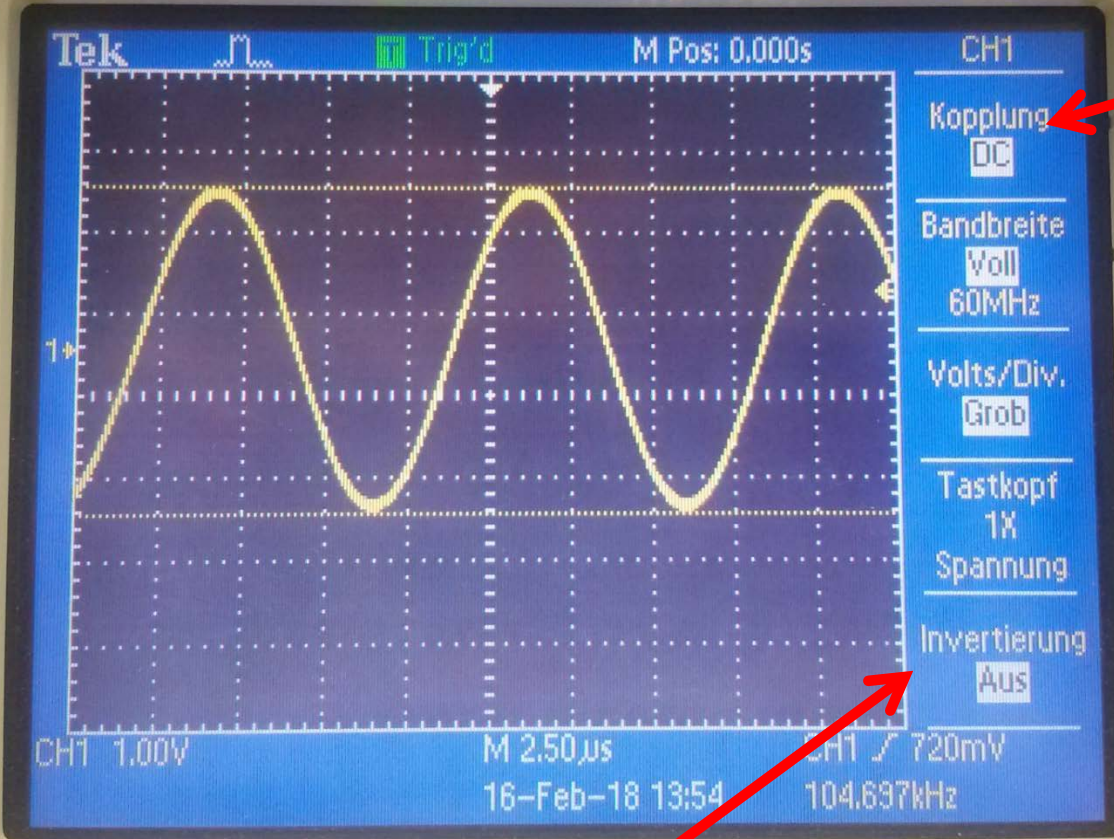 Tek
T Trig'd
M Pos: 0.000s
CH1
Kopplung
DC
Bandbreite
Voll
60MHz
Volts/Div.
Grob
Tastkopf
1X
Spannung
Invertierung
Aus
1
CH1 1.00V
M 2.50µs
CH1 720mV
16-Feb-18 13:54
104.697kHz